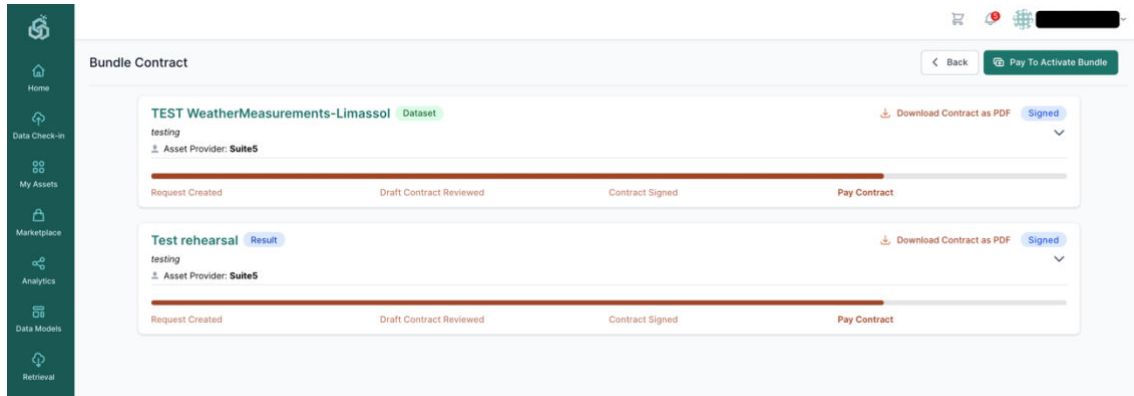 5
Home
Data Check-in
My Assets
Marketplace
Analytics
Data Models
Retrieval
Bundle Contract
Back
Pay To Activate Bundle
TEST WeatherMeasurements-Limassol Dataset
Download Contract as PDF Signed
testing
Asset Provider: Suite5
Request Created Draft Contract Reviewed Contract Signed Pay Contract
Test rehearsal Result
Download Contract as PDF Signed
testing
Asset Provider: Suite5
Request Created Draft Contract Reviewed Contract Signed Pay Contract